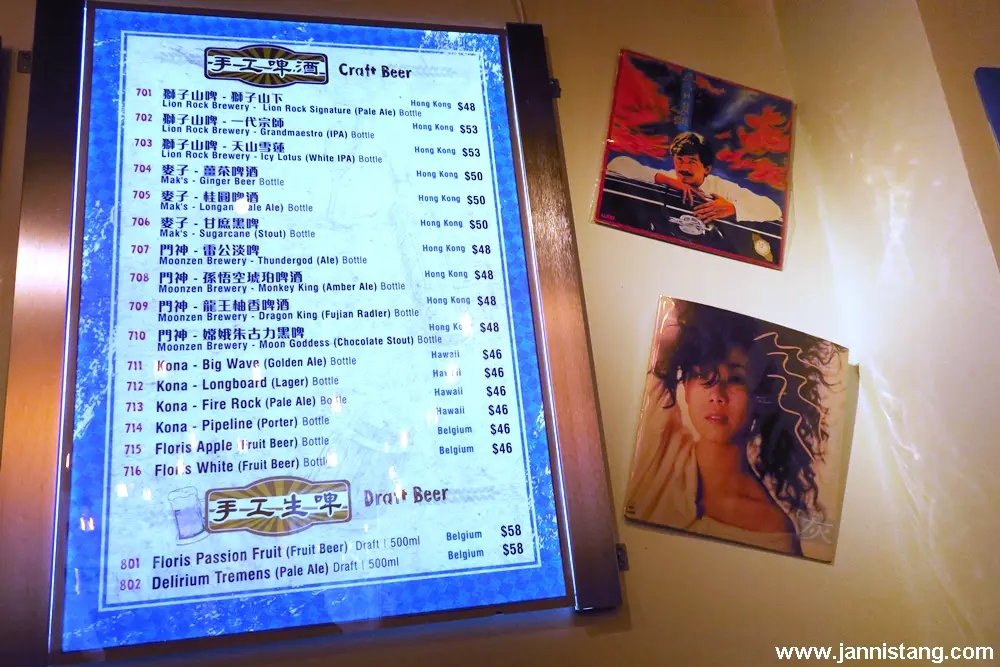 手工啤酒 Craft Beer
701 獅子山啤 - 獅子山下
Lion Rock Brewery - Lion Rock Signature (Pale Ale) Bottle Hong Kong $48
702 獅子山啤 - 一代宗師
Lion Rock Brewery - Grandmaestro (IPA) Bottle Hong Kong $53
703 獅子山啤 - 天山雪蓮
Lion Rock Brewery - Icy Lotus (White IPA) Bottle Hong Kong $53
704 麥子 - 薑茶啤酒
Mak's - Ginger Beer Bottle Hong Kong $50
705 麥子 - 桂圓啤酒
Mak's - Longan Pale Ale) Bottle Hong Kong $50
706 麥子 - 甘庶黑啤
Mak's - Sugarcane (Stout) Bottle Hong Kong $50
707 門神 - 雷公淡啤
Moonzen Brewery - Thundergod (Ale) Bottle Hong Kong $48
708 門神 - 孫悟空琥珀啤酒
Moonzen Brewery - Monkey King (Amber Ale) Bottle Hong Kong $48
709 門神 - 龍王柚香啤酒
Moonzen Brewery - Dragon King (Fujian Radler) Bottle Hong Kong $48
710 門神 - 嫦娥朱古力黑啤
Moonzen Brewery - Moon Goddess (Chocolate Stout) Bottle Hong Kong $48
711 Kona - Big Wave (Golden Ale) Bottle Hawaii $46
712 Kona - Longboard (Lager) Bottle Hawaii $46
713 Kona - Fire Rock (Pale Ale) Bottle Hawaii $46
714 Kona - Pipeline (Porter) Bottle Hawaii $46
715 Floris Apple (Fruit Beer) Bottle Belgium $46
716 Floris White (Fruit Beer) Bottle Belgium $46
手工生啤 Draft Beer
801 Floris Passion Fruit (Fruit Beer) Draft | 500ml Belgium $58
802 Delirium Tremens (Pale Ale) Draft | 500ml Belgium $58
灰
www.jannistang.com